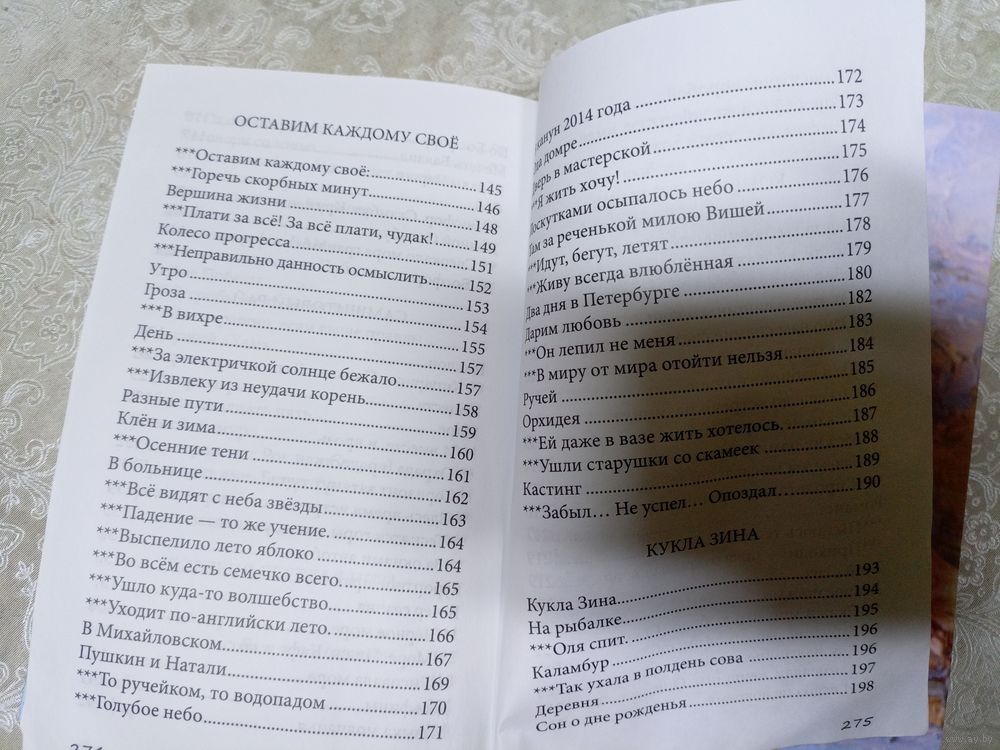 ОСТАВИМ КАЖДОМУ СВОЁ
***Оставим каждому своё:..........145
***Горечь скорбных минут..........146
Вершина жизни..........148
***Плати за всё! За всё плати, чудак!..........149
Колесо прогресса..........151
***Неправильно данность осмыслить..........152
Утро..........153
Гроза..........154
***В вихре..........155
День..........157
***За электричкой солнце бежало..........157
***Извлеку из неудачи корень..........158
Разные пути..........159
Клён и зима..........160
***Осенние тени..........161
В больнице..........162
***Всё видят с неба звёзды..........163
***Падение — то же учение...........164
***Выспелило лето яблоко..........164
***Во всём есть семечко всего...........165
***Ушло куда-то волшебство..........165
***Уходит по-английски лето...........166
В Михайловском..........167
Пушкин и Натали..........169
***То ручейком, то водопадом..........170
***Голубое небо..........171
2014 года..........172
домре..........173
в мастерской..........174
***Я жить хочу!..........175
осыпалось небо..........176
за реченькой милою Вишей..........177
***Идут, бегут, летят..........178
***Живу всегда влюблённая..........179
Два дня в Петербурге..........180
Дарим любовь..........182
***Он лепил не меня..........183
***В миру от мира отойти нельзя..........184
Ручей..........185
Орхидея..........186
***Ей даже в вазе жить хотелось...........187
***Ушли старушки со скамеек..........188
Кастинг..........189
***Забыл… Не успел… Опоздал…..........190
КУКЛА ЗИНА
Кукла Зина..........193
На рыбалке..........194
***Оля спит...........195
Каламбур..........196
***Так ухала в полдень сова..........196
Деревня..........197
Сон о дне рожденья..........198
275
www.ay.by